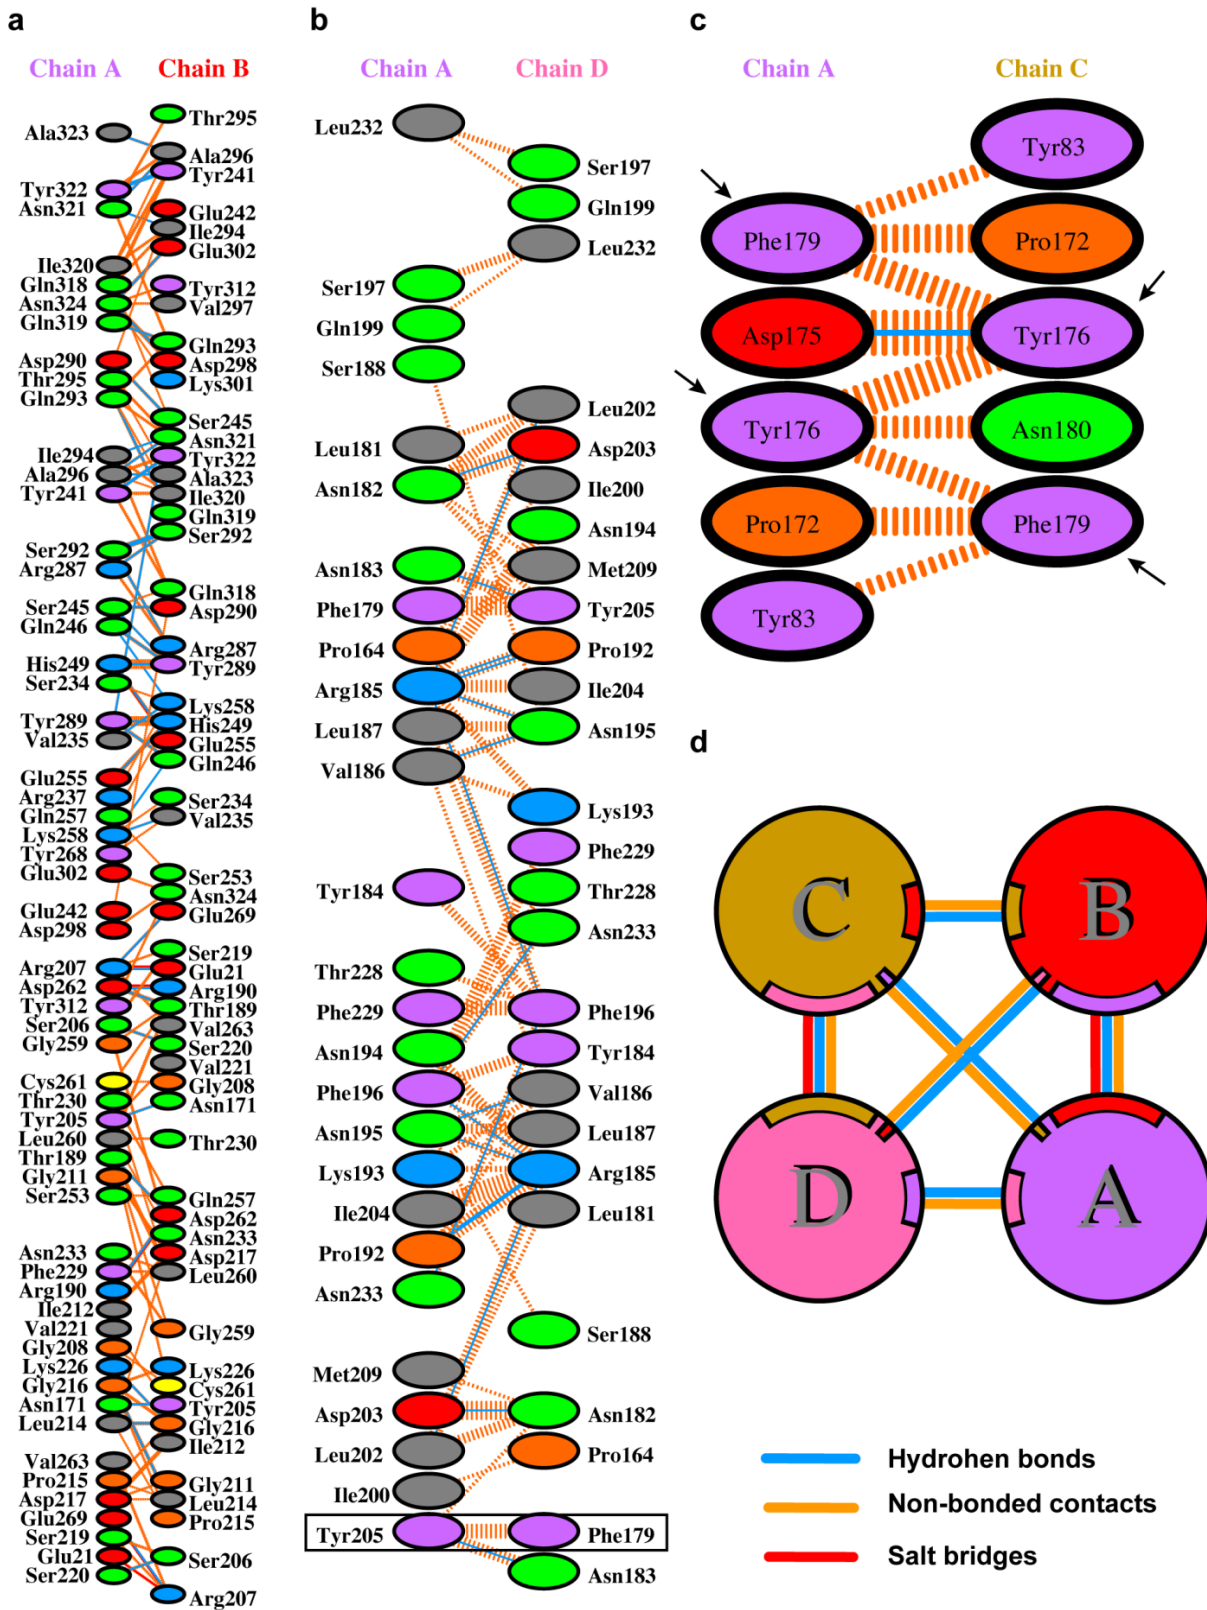 a
Chain A Chain B
Ala323
Tyr322
Asn321
Ile320
Gln318
Asn324
Gln319
Asp290
Thr295
Gln293
Ile294
Ala296
Tyr241
Ser292
Arg287
Ser245
Gln246
His249
Ser234
Tyr289
Val235
Glu255
Arg237
Gln257
Lys258
Tyr268
Glu302
Glu242
Asp298
Arg207
Asp262
Tyr312
Ser206
Gly259
Cys261
Thr230
Tyr205
Leu260
Thr189
Gly211
Ser253
Asn233
Phe229
Arg190
Ile212
Val221
Gly208
Lys226
Gly216
Asn171
Leu214
Val263
Pro215
Asp217
Glu269
Ser219
Glu21
Ser220
Thr295
Ala296
Tyr241
Glu242
Ile294
Glu302
Tyr312
Val297
Gln293
Asp298
Lys301
Ser245
Asn321
Tyr322
Ala323
Ile320
Gln319
Ser292
Gln318
Asp290
Arg287
Tyr289
Lys258
His249
Glu255
Gln246
Ser234
Val235
Ser253
Asn324
Glu269
Ser219
Glu21
Arg190
Thr189
Val263
Ser220
Val221
Gly208
Asn171
Thr230
Gln257
Asp262
Asn233
Asp217
Leu260
Gly259
Lys226
Cys261
Tyr205
Gly216
Ile212
Gly211
Leu214
Pro215
Ser206
Arg207
b
Chain A Chain D
Leu232
Ser197
Gln199
Ser188
Leu181
Asn182
Asn183
Phe179
Pro164
Arg185
Leu187
Val186
Tyr184
Thr228
Phe229
Asn194
Phe196
Asn195
Lys193
Ile204
Pro192
Asn233
Met209
Asp203
Leu202
Ile200
Tyr205
Ser197
Gln199
Leu232
Leu202
Asp203
Ile200
Asn194
Met209
Tyr205
Pro192
Ile204
Asn195
Lys193
Phe229
Thr228
Asn233
Phe196
Tyr184
Val186
Leu187
Arg185
Leu181
Ser188
Asn182
Pro164
Phe179
Asn183
c
Chain A Chain C
Phe179
Asp175
Tyr176
Pro172
Tyr83
Tyr83
Pro172
Tyr176
Asn180
Phe179
d
C B
D A
Hydrohen bonds
Non-bonded contacts
Salt bridges